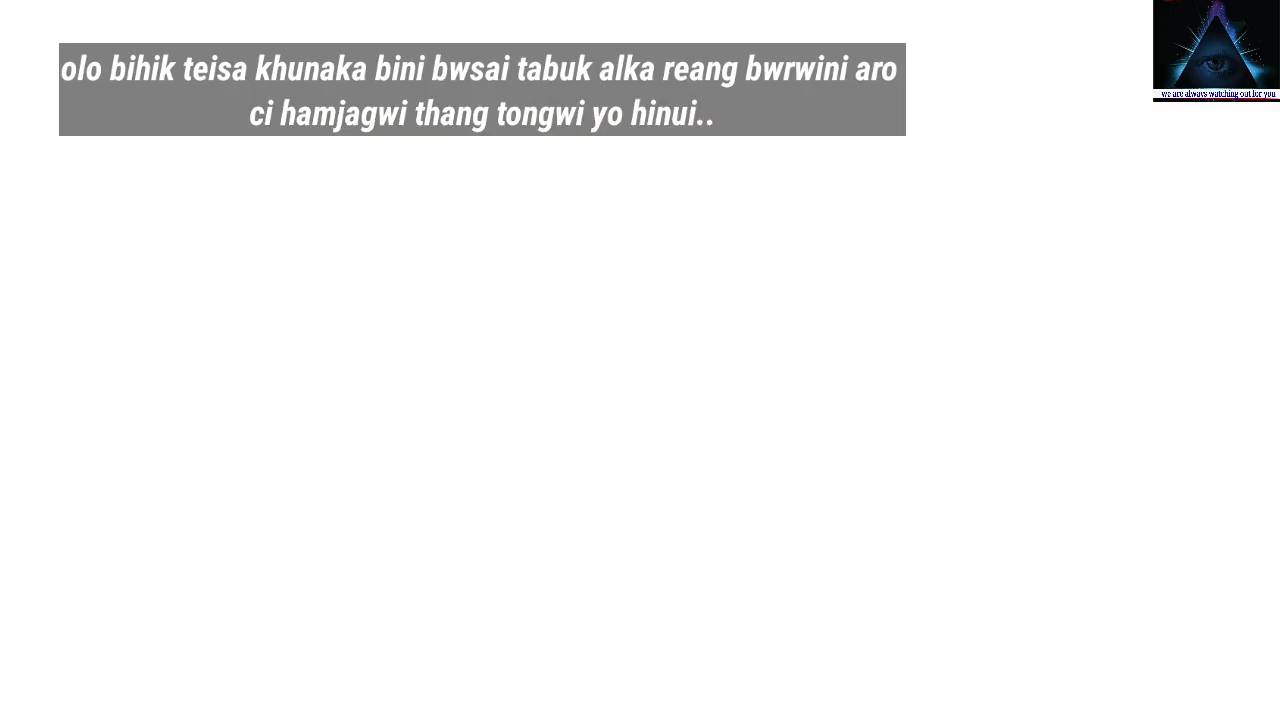 olo bihik teisa khunaka bini bwsai tabuk alka reang bwrwini aro
ci hamjagwi thang tongwi yo hinui..
we are always watching out for you